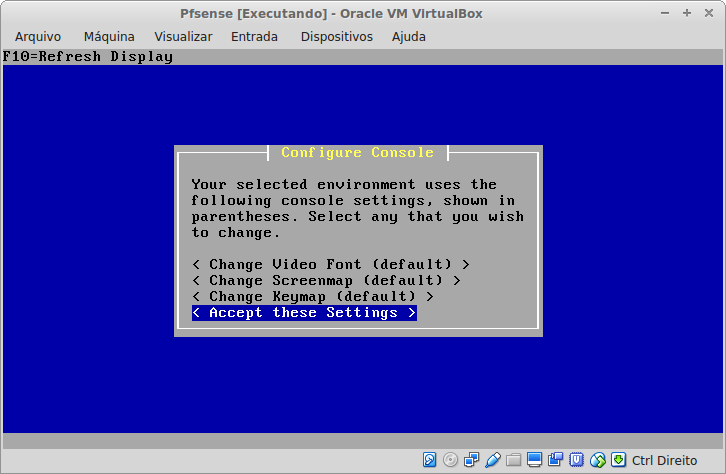 Pfsense [Executando] - Oracle VM VirtualBox
Arquivo Máquina Visualizar Entrada Dispositivos Ajuda
F10=Refresh Display
Configure Console
Your selected environment uses the
following console settings, shown in
parentheses. Select any that you wish
to change.
< Change Video Font (default) >
< Change Screenmap (default) >
< Change Keymap (default) >
< Accept these Settings >
Ctrl Direito